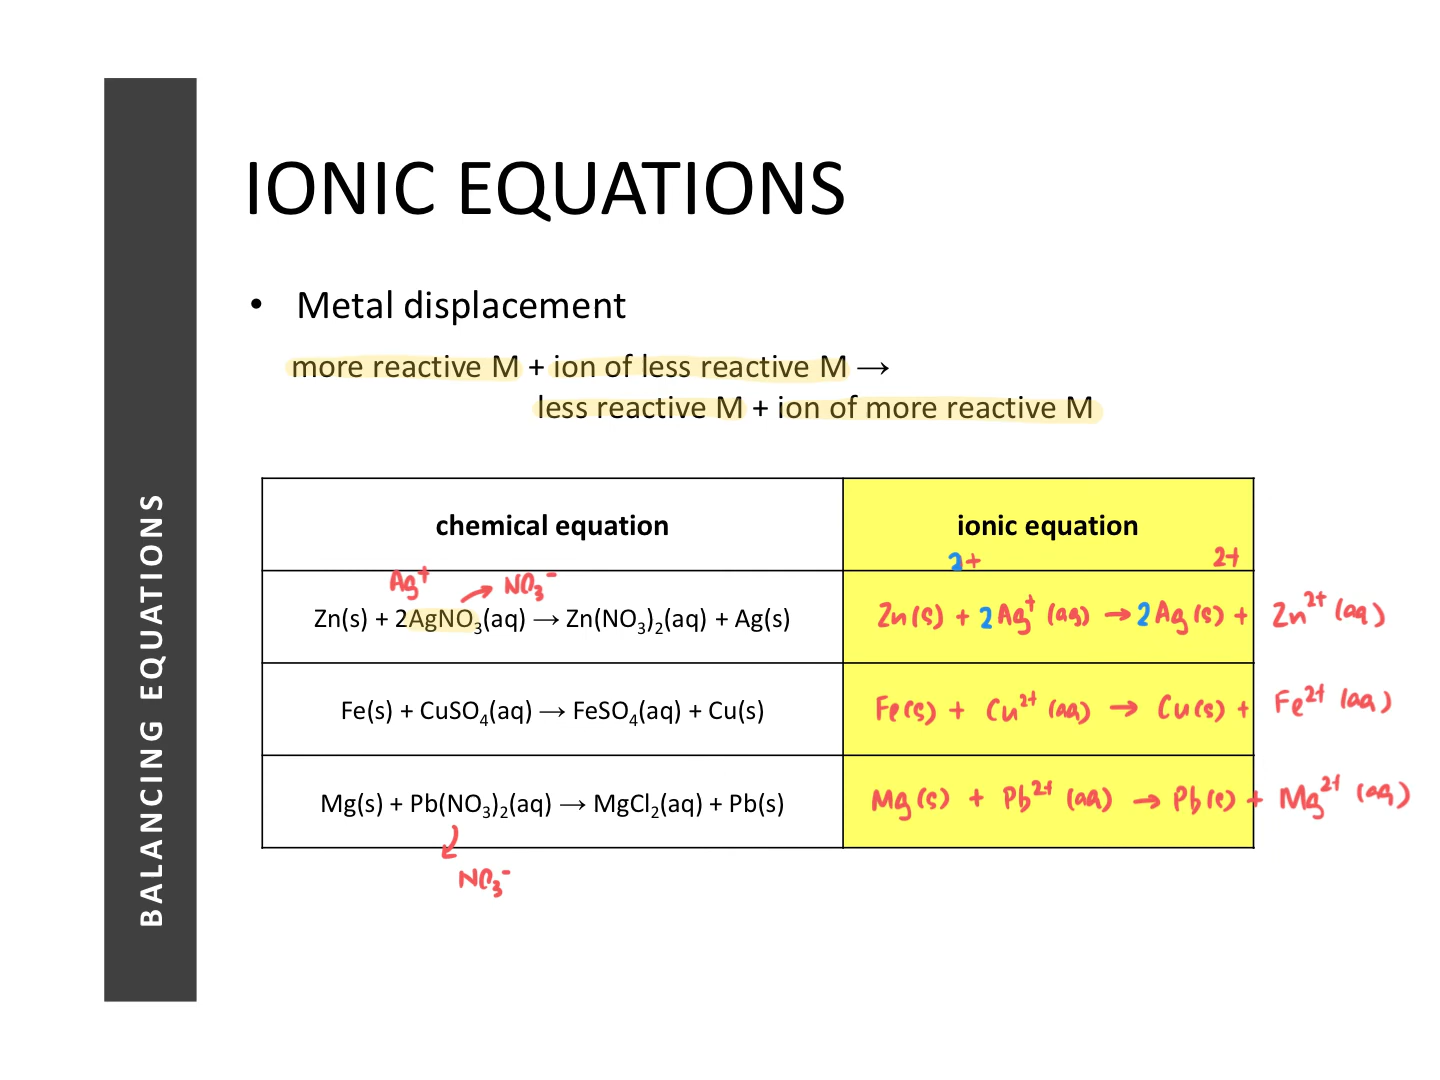 BALANCING EQUATIONS
IONIC EQUATIONS
• Metal displacement
more reactive M + ion of less reactive M →
less reactive M + ion of more reactive M
chemical equation
ionic equation
2+ 2+
Ag⁺ → NO₃⁻
Zn(s) + 2AgNO₃(aq) → Zn(NO₃)₂(aq) + Ag(s)
Zn(s) + 2Ag⁺(aq) → 2Ag(s) + Zn²⁺(aq)
Fe(s) + CuSO₄(aq) → FeSO₄(aq) + Cu(s)
Fe(s) + Cu²⁺(aq) → Cu(s) + Fe²⁺(aq)
Mg(s) + Pb(NO₃)₂(aq) → MgCl₂(aq) + Pb(s)
Mg(s) + Pb²⁺(aq) → Pb(s) + Mg²⁺(aq)
NO₃⁻